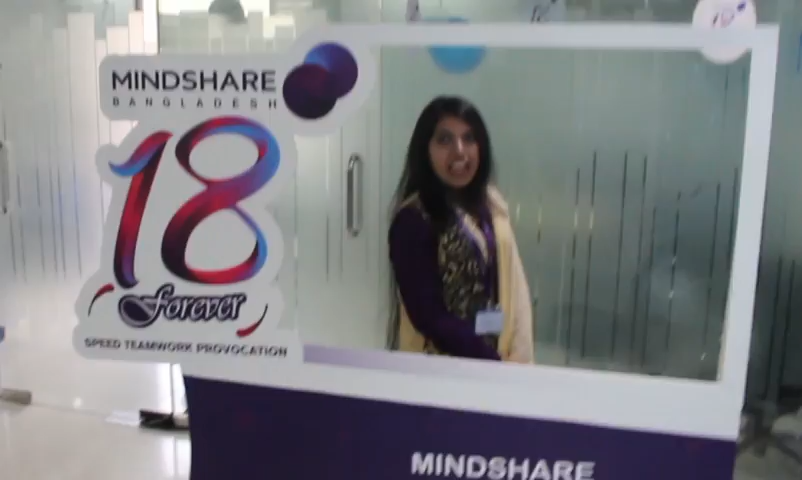 MINDSHARE
BANGLADESH
18
Forever
SPEED TEAMWORK PROVOCATION
MINDSHARE